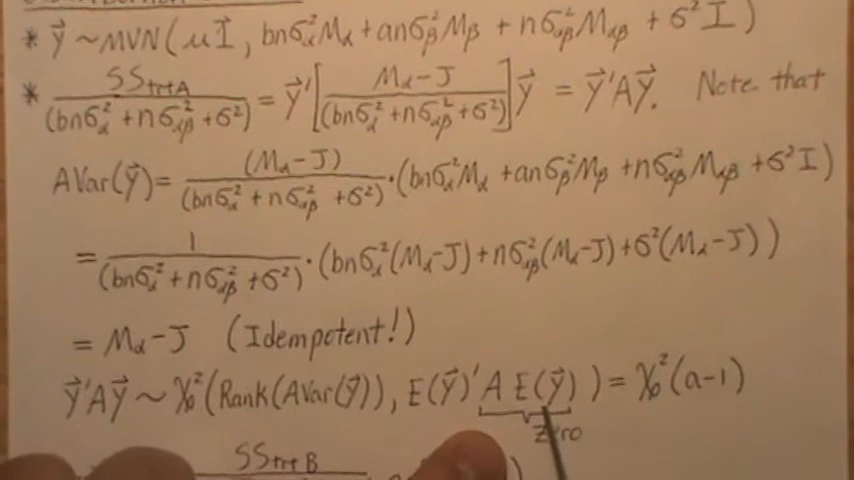 * ȳ ~ MVN(μ1⃗, bnσ²_α M_α + anσ²_β M_β + nσ²_αβ M_αβ + σ² I)
* SS_trtA / (bnσ²_α + nσ²_αβ + σ²) = y⃗'[ M_α - J / (bnσ²_α + nσ²_αβ + σ²) ] y⃗ = y⃗'Ay⃗. Note that
AVar(y⃗) = (M_α - J) / (bnσ²_α + nσ²_αβ + σ²) · (bnσ²_α M_α + anσ²_β M_β + nσ²_αβ M_αβ + σ² I)
= 1 / (bnσ²_α + nσ²_αβ + σ²) · (bnσ²_α (M_α - J) + nσ²_αβ (M_α - J) + σ² (M_α - J))
= M_α - J (Idempotent!)
y⃗'Ay⃗ ~ χ²(Rank(AVar(y⃗)), E(y⃗)'A E(y⃗)) = χ²(a-1)
Zero
SS_trtB